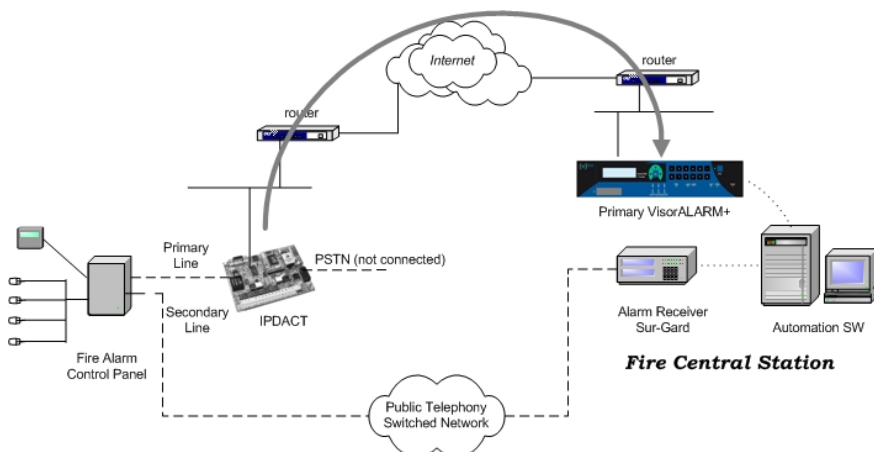 Internet
router
router
Primary VisorALARM+
Primary
Line
PSTN (not connected)
Secondary
Line
IPDACT
Fire Alarm
Control Panel
Alarm Receiver
Sur-Gard
Automation SW
Fire Central Station
Public Telephony
Switched Network